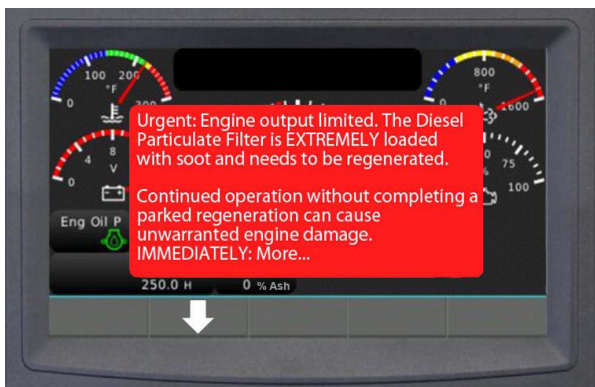 100 200
°F
0 300
800
°F
1600
Urgent: Engine output limited. The Diesel
Particulate Filter is EXTREMELY loaded
with soot and needs to be regenerated.
Continued operation without completing a
parked regeneration can cause
unwarranted engine damage.
IMMEDIATELY: More...
4 8
V
0
0 75
%
100
Eng Oil P
250.0 H
0 % Ash